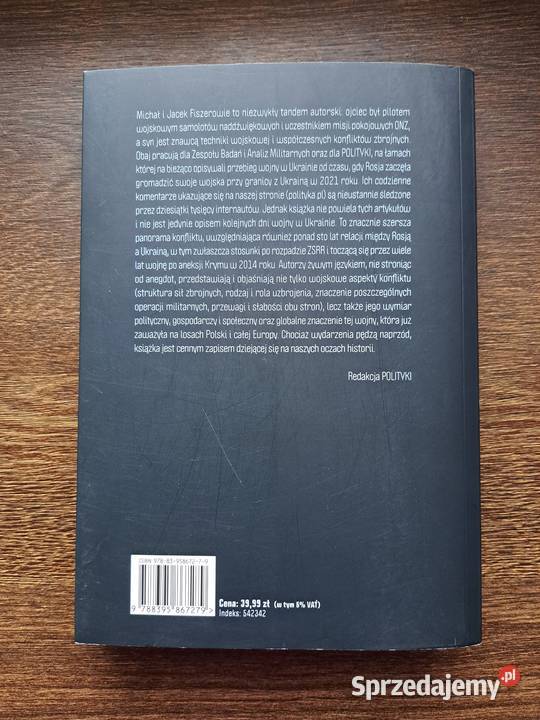 Michał i Jacek Fiszerowie to niezwykły tandem autorski: ojciec był pilotem
wojskowym samolotów naddźwiękowych i uczestnikiem misji pokojowych ONZ,
a syn jest znawcą techniki wojskowej i współczesnych konfliktów zbrojnych.
Obaj pracują dla Zespołu Badań i Analiz Militarnych oraz dla POLITYKI, na łamach
której na bieżąco opisywali przebieg wojny w Ukrainie od czasu, gdy Rosja zaczęła
gromadzić swoje wojska przy granicy z Ukrainą w 2021 roku. Ich codzienne
komentarze ukazujące się na naszej stronie (polityka.pl) są nieustannie śledzone
przez dziesiątki tysięcy internautów. Jednak książka nie powiela tych artykułów
i nie jest jedynie opisem kolejnych dni wojny w Ukrainie. To znacznie szersza
panorama konfliktu, uwzględniająca również ponad sto lat relacji między Rosją
a Ukrainą, w tym zwłaszcza stosunki po rozpadzie ZSRR i toczącą się przez wiele
lat wojnę po aneksji Krymu w 2014 roku. Autorzy żywym językiem, nie stroniąc
od anegdot, przedstawiają i objaśniają nie tylko wojskowe aspekty konfliktu
(struktura sił zbrojnych, rodzaj i rola uzbrojenia, znaczenie poszczególnych
operacji militarnych, przewagi i słabości obu stron), lecz także jego wymiar
polityczny, gospodarczy i społeczny oraz globalne znaczenie tej wojny, która już
zaważyła na losach Polski i całej Europy. Chociaż wydarzenia pędzą naprzód,
książka jest cennym zapisem dziejącej się na naszych oczach historii.
Redakcja POLITYKI
ISBN 978-83-958672-7-9
9 788395 867279 >
Cena: 39,99 zł (w tym 5% VAT)
Indeks: 642342
Sprzedajemy.pl